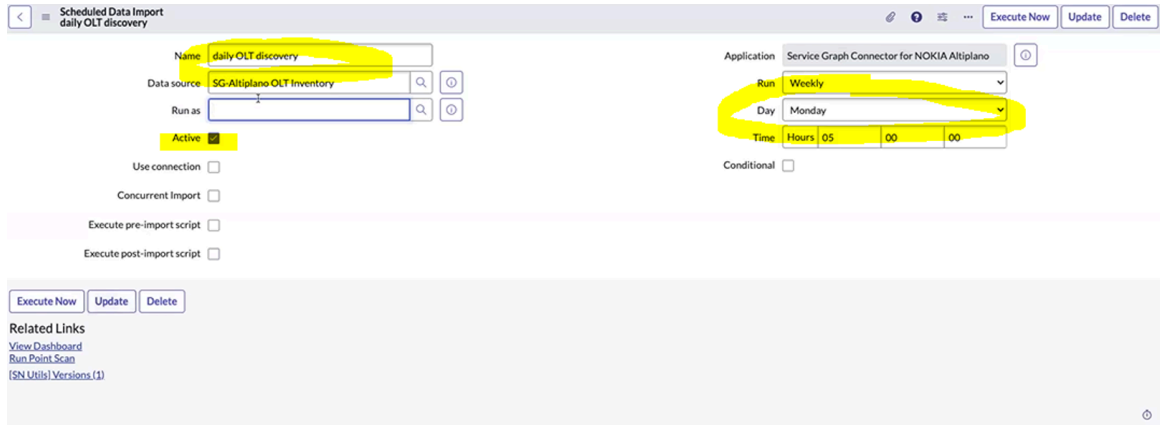 Scheduled Data Import
daily OLT discovery
Execute Now Update Delete
Name daily OLT discovery
Application Service Graph Connector for NOKIA Altiplano
Data source SG-Altiplano OLT Inventory
Run Weekly
Run as
Day Monday
Active
Time Hours 05 00 00
Use connection
Conditional
Concurrent Import
Execute pre-import script
Execute post-import script
Execute Now Update Delete
Related Links
View Dashboard
Run Point Scan
[SN Utils] Versions (1)